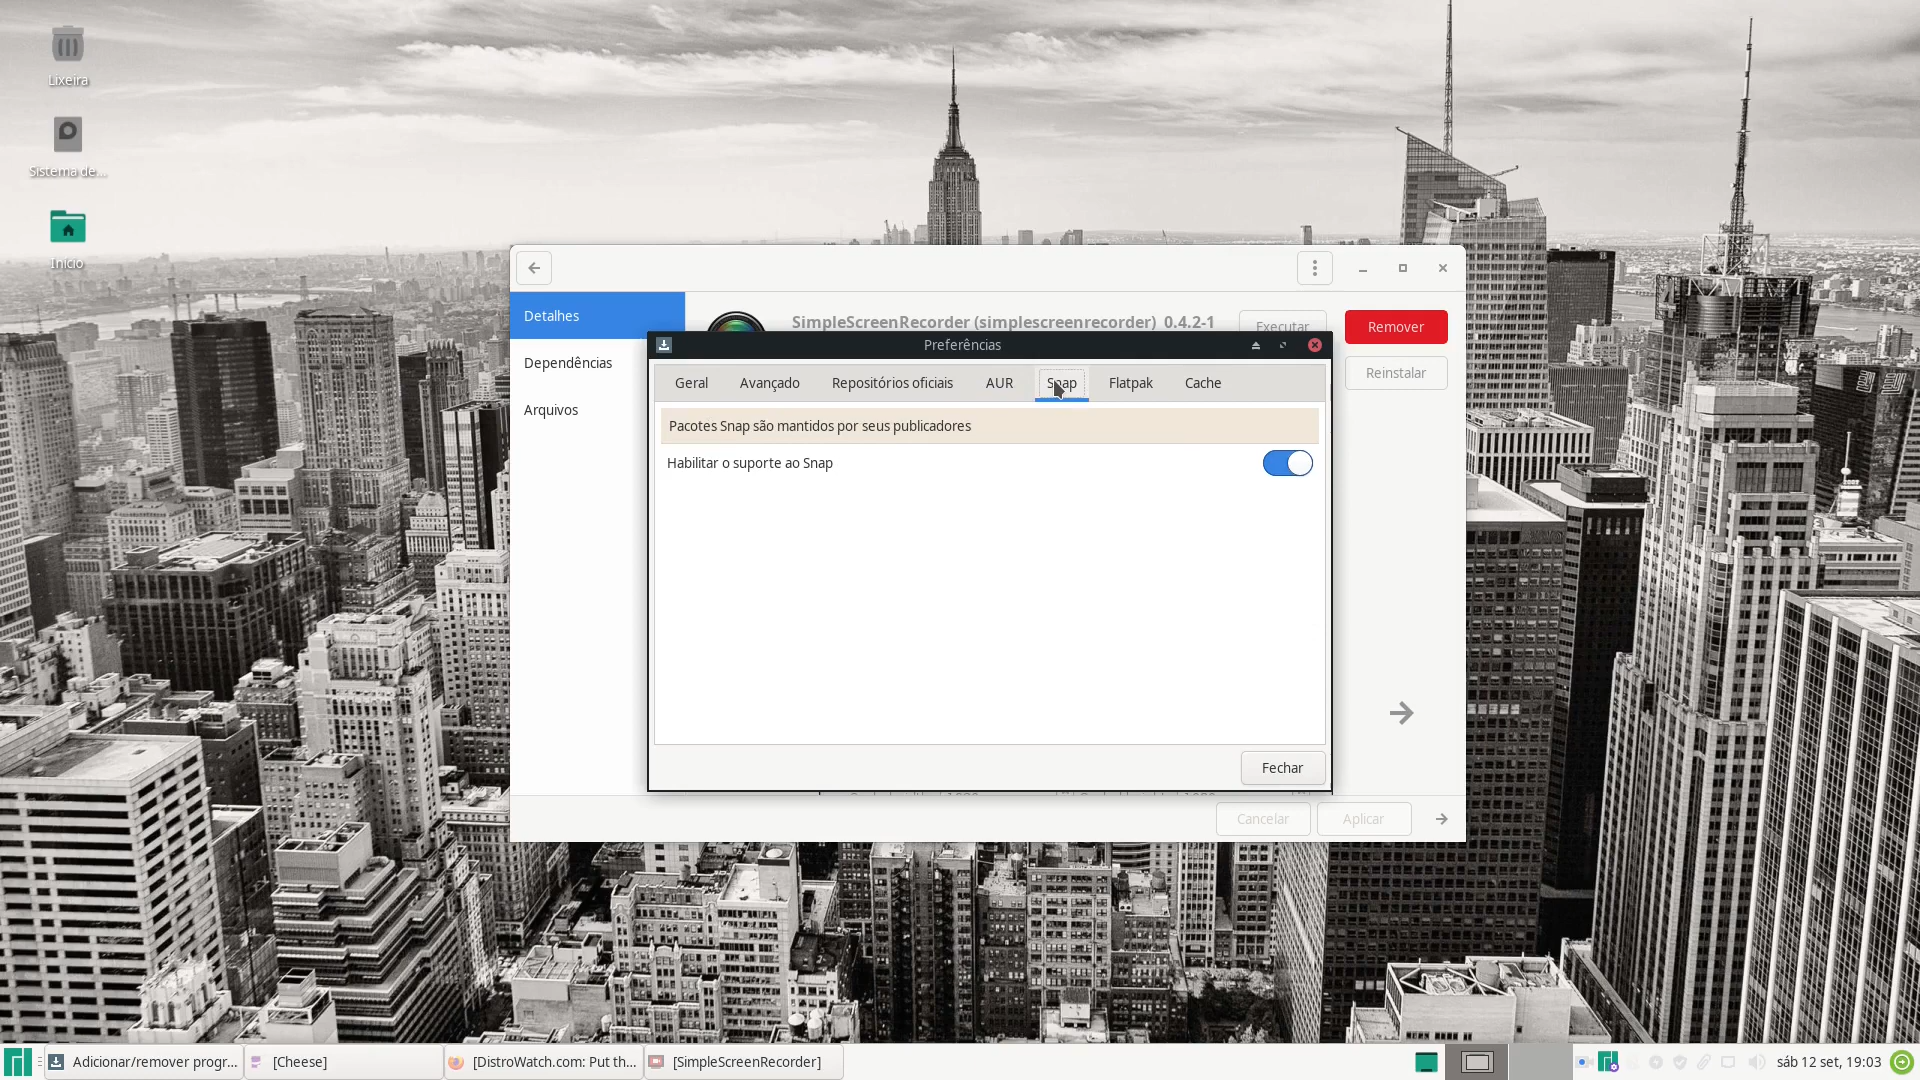 Lixeira
Sistema de...
Início
Detalhes
Dependências
Arquivos
SimpleScreenRecorder (simplescreenrecorder) 0.4.2-1
Executar
Remover
Reinstalar
Preferências
Geral
Avançado
Repositórios oficiais
AUR
Snap
Flatpak
Cache
Pacotes Snap são mantidos por seus publicadores
Habilitar o suporte ao Snap
Fechar
Cancelar
Aplicar
Adicionar/remover progr...
[Cheese]
[DistroWatch.com: Put th...
[SimpleScreenRecorder]
sáb 12 set, 19:03